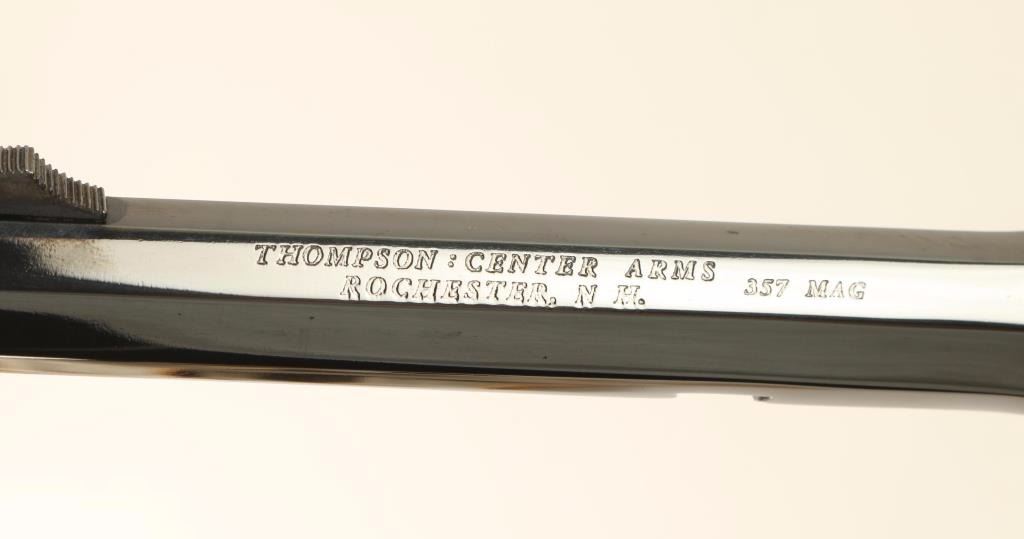 THOMPSON : CENTER ARMS
ROCHESTER, N H.
357 MAG